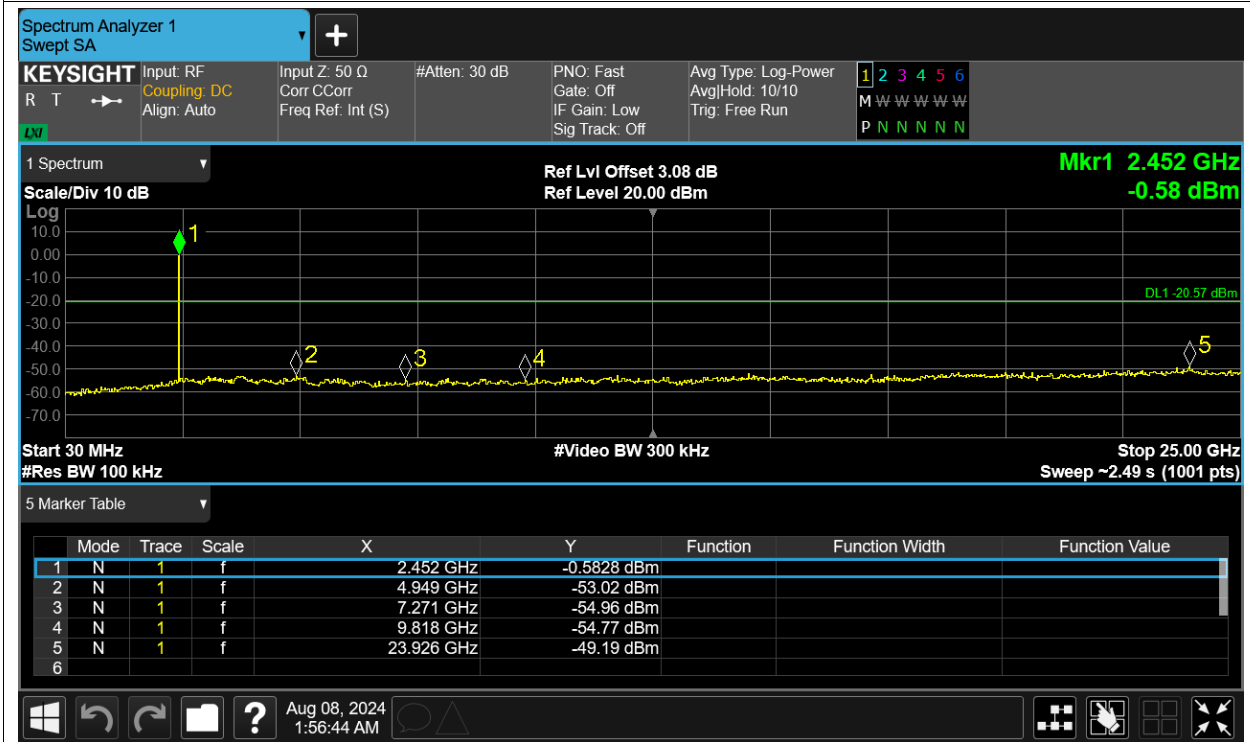 Spectrum Analyzer 1
Swept SA
KEYSIGHT
R T
LXI
Input: RF
Coupling: DC
Align: Auto
Input Z: 50 Ω
Corr CCorr
Freq Ref: Int (S)
#Atten: 30 dB
PNO: Fast
Gate: Off
IF Gain: Low
Sig Track: Off
Avg Type: Log-Power
Avg|Hold: 10/10
Trig: Free Run
1 2 3 4 5 6
M W W W W W
P N N N N N
1 Spectrum
Scale/Div 10 dB
Ref Lvl Offset 3.08 dB
Ref Level 20.00 dBm
Mkr1 2.452 GHz
-0.58 dBm
Log
10.0
0.00
-10.0
-20.0
-30.0
-40.0
-50.0
-60.0
-70.0
1
2
3
4
5
DL1 -20.57 dBm
Start 30 MHz
#Res BW 100 kHz
#Video BW 300 kHz
Stop 25.00 GHz
Sweep ~2.49 s (1001 pts)
5 Marker Table
Mode Trace Scale X Y Function Function Width Function Value
1 N 1 f 2.452 GHz -0.5828 dBm
2 N 1 f 4.949 GHz -53.02 dBm
3 N 1 f 7.271 GHz -54.96 dBm
4 N 1 f 9.818 GHz -54.77 dBm
5 N 1 f 23.926 GHz -49.19 dBm
6
?
Aug 08, 2024
1:56:44 AM